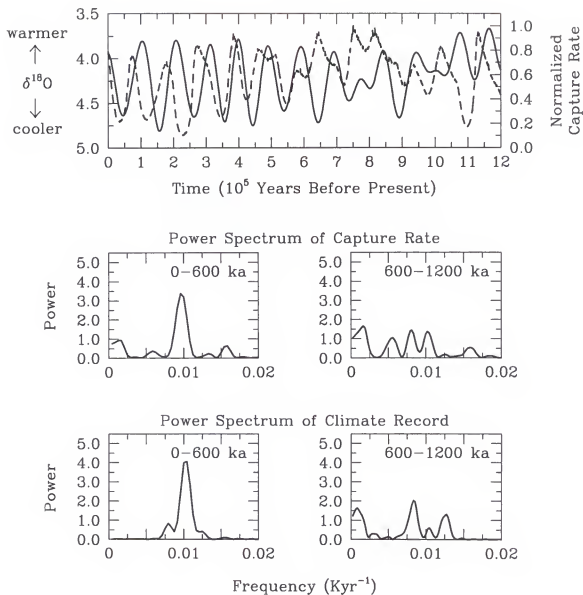 warmer
↑
δ¹⁸O
↓
cooler
3.5
4.0
4.5
5.0
1.0
0.8
0.6
0.4
0.2
0.0
Normalized
Capture Rate
0 1 2 3 4 5 6 7 8 9 10 11 12
Time (10⁵ Years Before Present)
Power Spectrum of Capture Rate
Power
5.0
4.0
3.0
2.0
1.0
0.0
0−600 ka
0.01 0.02
5.0
4.0
3.0
2.0
1.0
0.0
600−1200 ka
0.01 0.02
Power Spectrum of Climate Record
Power
5.0
4.0
3.0
2.0
1.0
0.0
0−600 ka
0 0.01 0.02
5.0
4.0
3.0
2.0
1.0
0.0
600−1200 ka
0 0.01 0.02
Frequency (Kyr⁻¹)